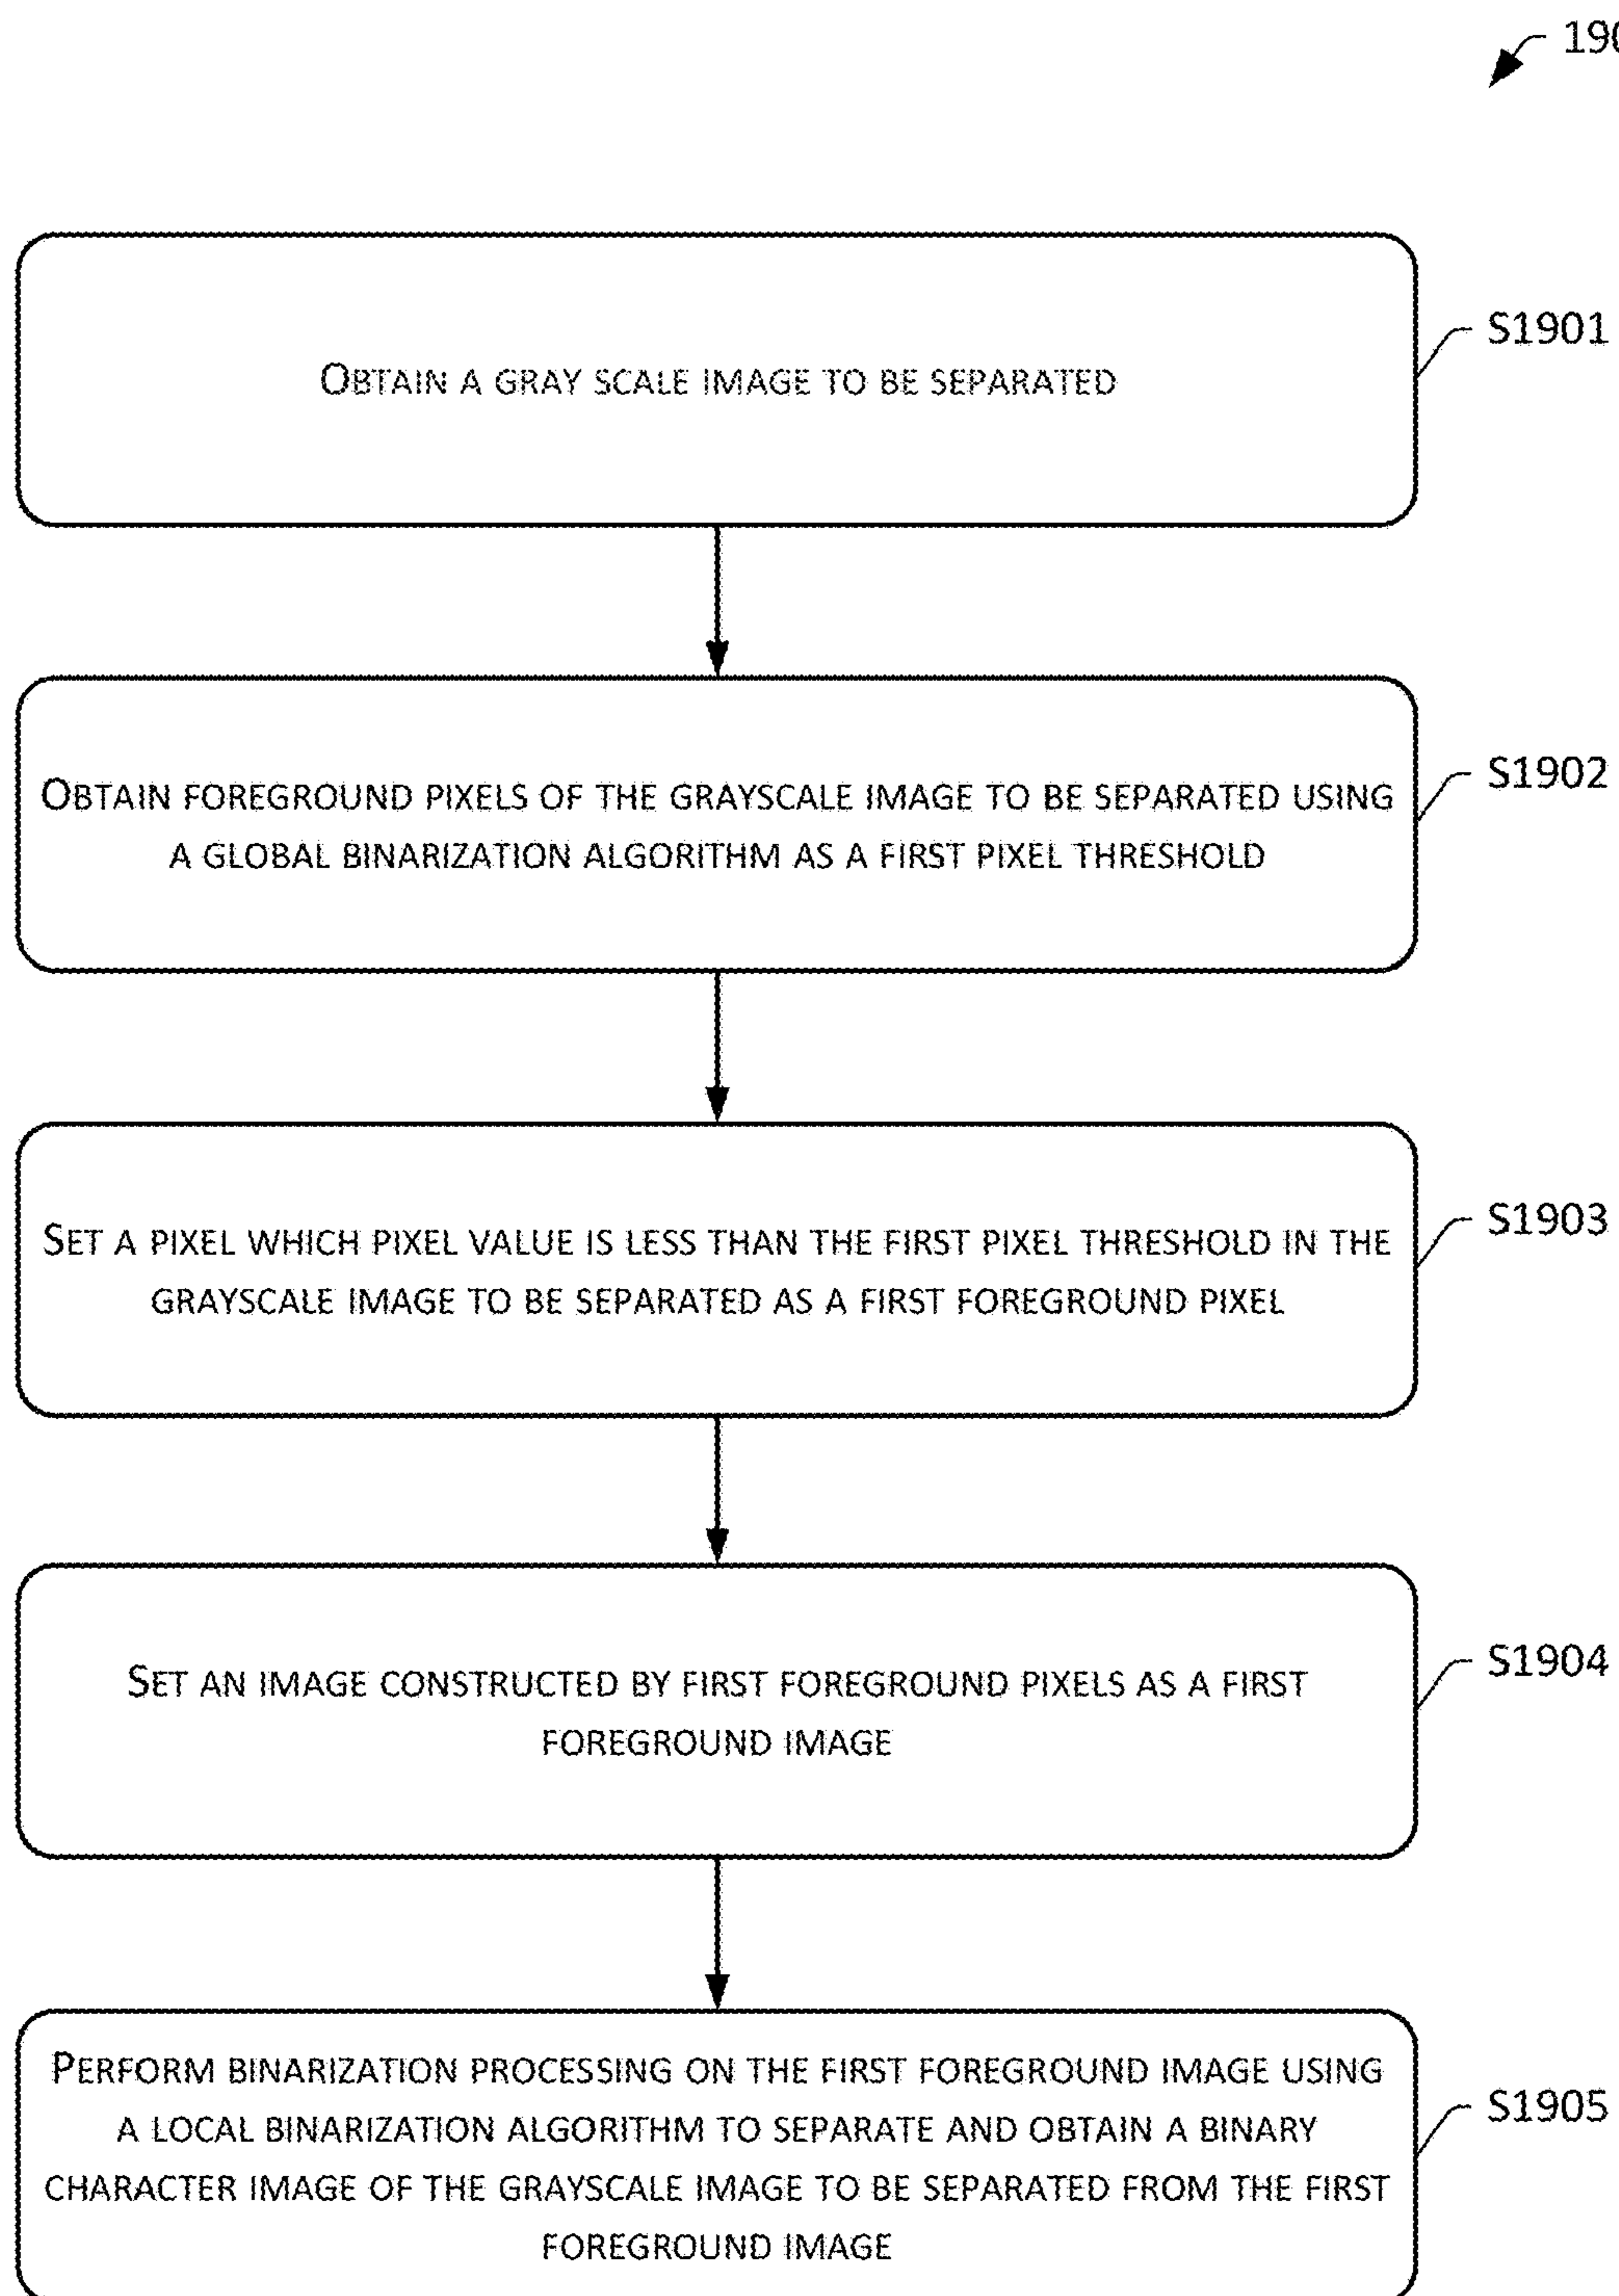 190
OBTAIN A GRAY SCALE IMAGE TO BE SEPARATED
S1901
OBTAIN FOREGROUND PIXELS OF THE GRAYSCALE IMAGE TO BE SEPARATED USING
A GLOBAL BINARIZATION ALGORITHM AS A FIRST PIXEL THRESHOLD
S1902
SET A PIXEL WHICH PIXEL VALUE IS LESS THAN THE FIRST PIXEL THRESHOLD IN THE
GRAYSCALE IMAGE TO BE SEPARATED AS A FIRST FOREGROUND PIXEL
S1903
SET AN IMAGE CONSTRUCTED BY FIRST FOREGROUND PIXELS AS A FIRST
FOREGROUND IMAGE
S1904
PERFORM BINARIZATION PROCESSING ON THE FIRST FOREGROUND IMAGE USING
A LOCAL BINARIZATION ALGORITHM TO SEPARATE AND OBTAIN A BINARY
CHARACTER IMAGE OF THE GRAYSCALE IMAGE TO BE SEPARATED FROM THE FIRST
FOREGROUND IMAGE
S1905